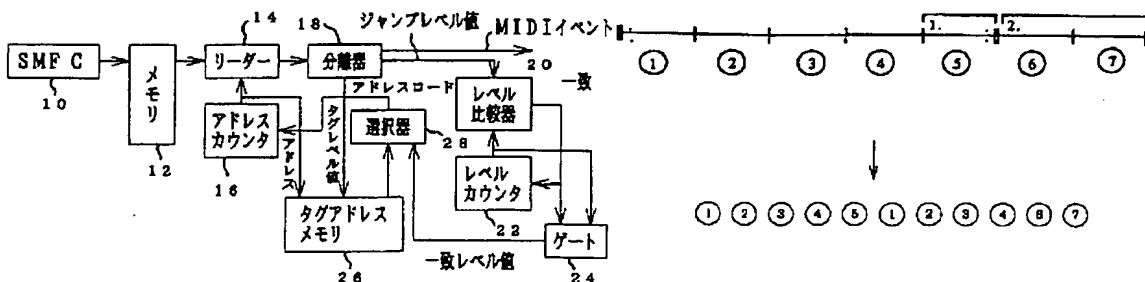 SMFC
10
メモリ
12
14
リーダー
アドレス
カウンタ
16
アドレス
18
分離器
ジャンプレベル値
MIDIイベント
20
アドレスコード
タグレベル値
選択器
28
タグアドレス
メモリ
26
レベル
比較器
一致
レベル
カウンタ
22
一致レベル値
ゲート
24
1. 2.
① ② ③ ④ ⑤ ⑥ ⑦
① ② ③ ④ ⑤ ① ② ③ ④ ⑥ ⑦